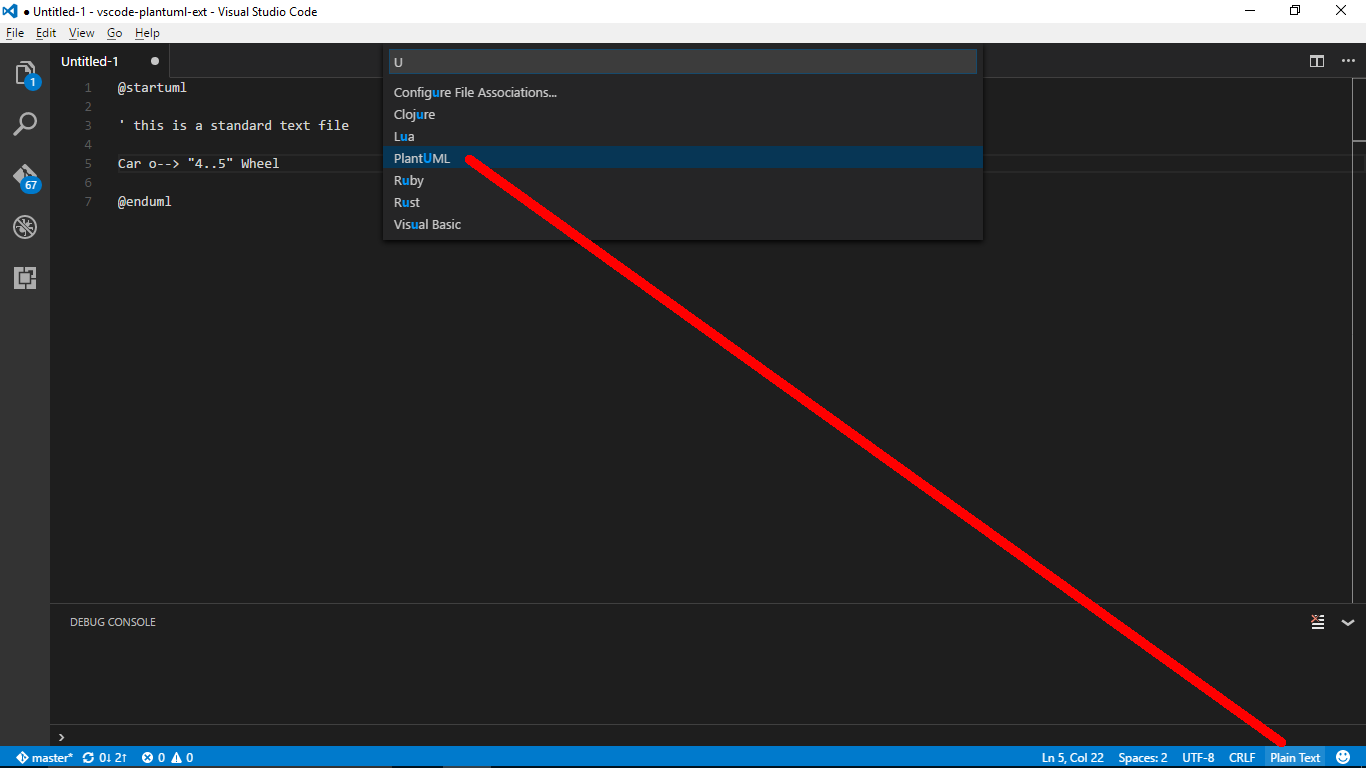 ● Untitled-1 - vscode-plantuml-ext - Visual Studio Code
File Edit View Go Help
Untitled-1 ●
U
Configure File Associations...
Clojure
Lua
PlantUML
Ruby
Rust
Visual Basic
1 @startuml
2
3 ' this is a standard text file
4
5 Car o--> "4..5" Wheel
6
7 @enduml
1
67
DEBUG CONSOLE
>
master* 0↓ 2↑ 0 0 Ln 5, Col 22 Spaces: 2 UTF-8 CRLF Plain Text